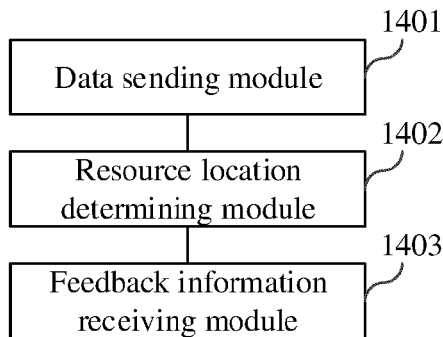 1401
Data sending module
1402
Resource location
determining module
1403
Feedback information
receiving module